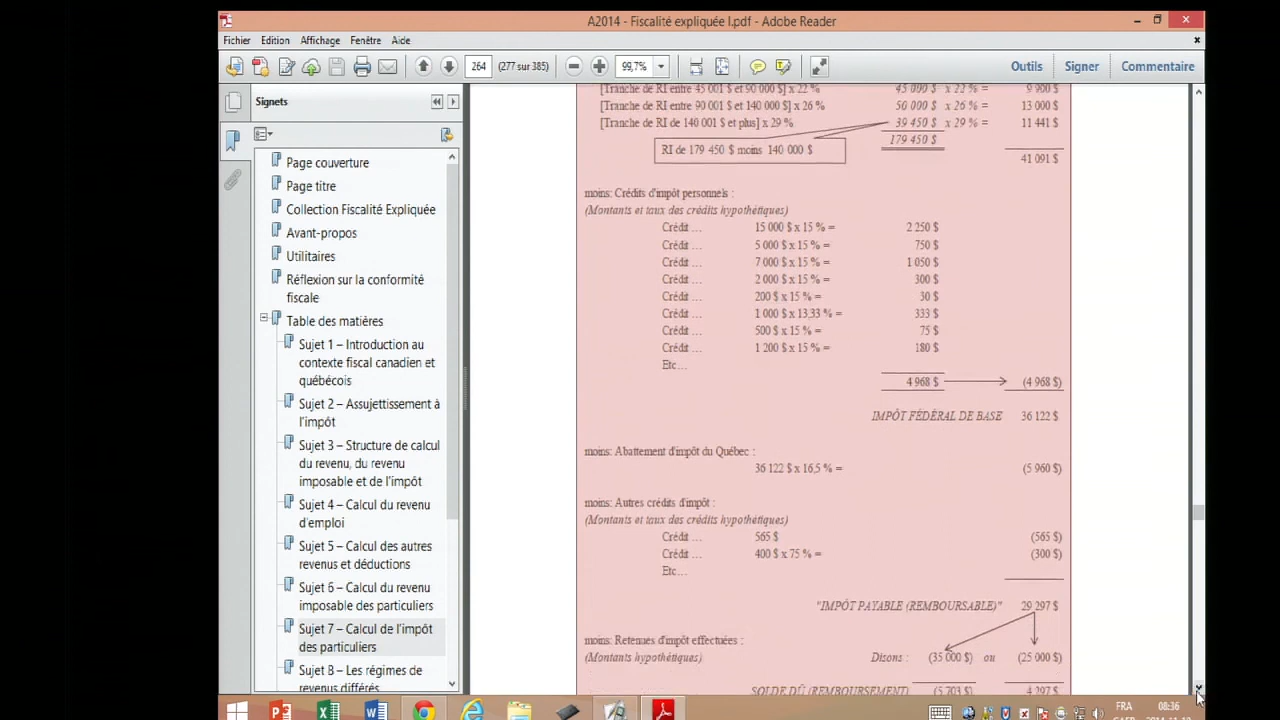 A2014 - Fiscalité expliquée I.pdf - Adobe Reader
Fichier Edition Affichage Fenêtre Aide
264 (277 sur 385) 99,7% Outils Signer Commentaire
Signets
Page couverture
Page titre
Collection Fiscalité Expliquée
Avant-propos
Utilitaires
Réflexion sur la conformité
fiscale
Table des matières
Sujet 1 – Introduction au
contexte fiscal canadien et
québécois
Sujet 2 – Assujettissement à
l'impôt
Sujet 3 – Structure de calcul
du revenu, du revenu
imposable et de l'impôt
Sujet 4 – Calcul du revenu
d'emploi
Sujet 5 – Calcul des autres
revenus et déductions
Sujet 6 – Calcul du revenu
imposable des particuliers
Sujet 7 – Calcul de l'impôt
des particuliers
Sujet 8 – Les régimes de
revenus différés
[Tranche de RI entre 45 001 $ et 90 000 $] x 22 % 45 000 $ x 22 % = 9 900 $
[Tranche de RI entre 90 001 $ et 140 000 $] x 26 % 50 000 $ x 26 % = 13 000 $
[Tranche de RI de 140 001 $ et plus] x 29 % 39 450 $ x 29 % = 11 441 $
179 450 $
RI de 179 450 $ moins 140 000 $
41 091 $
moins: Crédits d'impôt personnels :
(Montants et taux des crédits hypothétiques)
Crédit ... 15 000 $ x 15 % = 2 250 $
Crédit ... 5 000 $ x 15 % = 750 $
Crédit ... 7 000 $ x 15 % = 1 050 $
Crédit ... 2 000 $ x 15 % = 300 $
Crédit ... 200 $ x 15 % = 30 $
Crédit ... 1 000 $ x 13,33 % = 333 $
Crédit ... 500 $ x 15 % = 75 $
Crédit ... 1 200 $ x 15 % = 180 $
Etc...
4 968 $ (4 968 $)
IMPÔT FÉDÉRAL DE BASE 36 122 $
moins: Abattement d'impôt du Québec :
36 122 $ x 16,5 % = (5 960 $)
moins: Autres crédits d'impôt :
(Montants et taux des crédits hypothétiques)
Crédit ... 565 $ (565 $)
Crédit ... 400 $ x 75 % = (300 $)
Etc...
"IMPÔT PAYABLE (REMBOURSABLE)" 29 297 $
moins: Retenues d'impôt effectuées :
(Montants hypothétiques) Disons : (35 000 $) ou (25 000 $)
SOLDE DÛ (REMBOURSEMENT) (5 703 $) 4 297 $
FRA 08:36